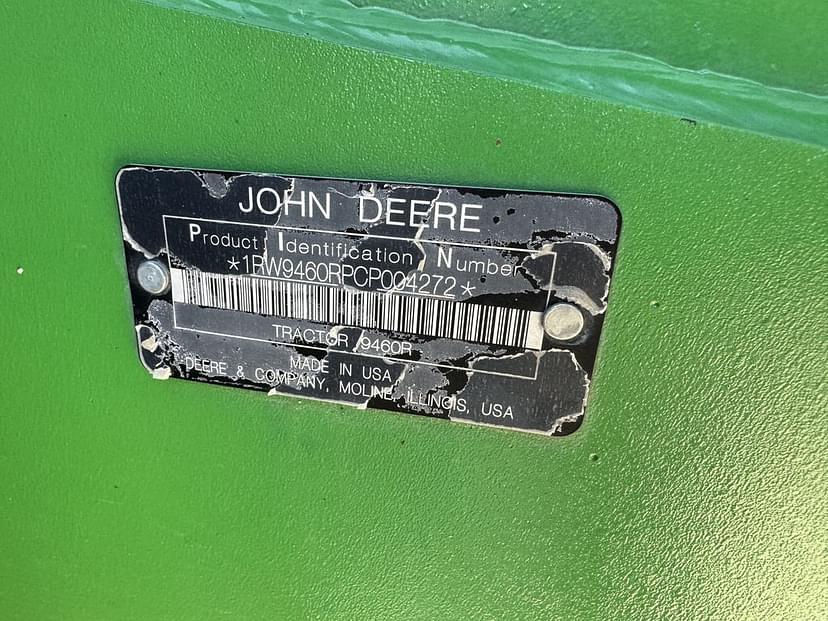 JOHN DEERE
Product Identification Number
*1RW9460RPCP004272*
TRACTOR 9460R
MADE IN USA
DEERE & COMPANY, MOLINE, ILLINOIS, USA